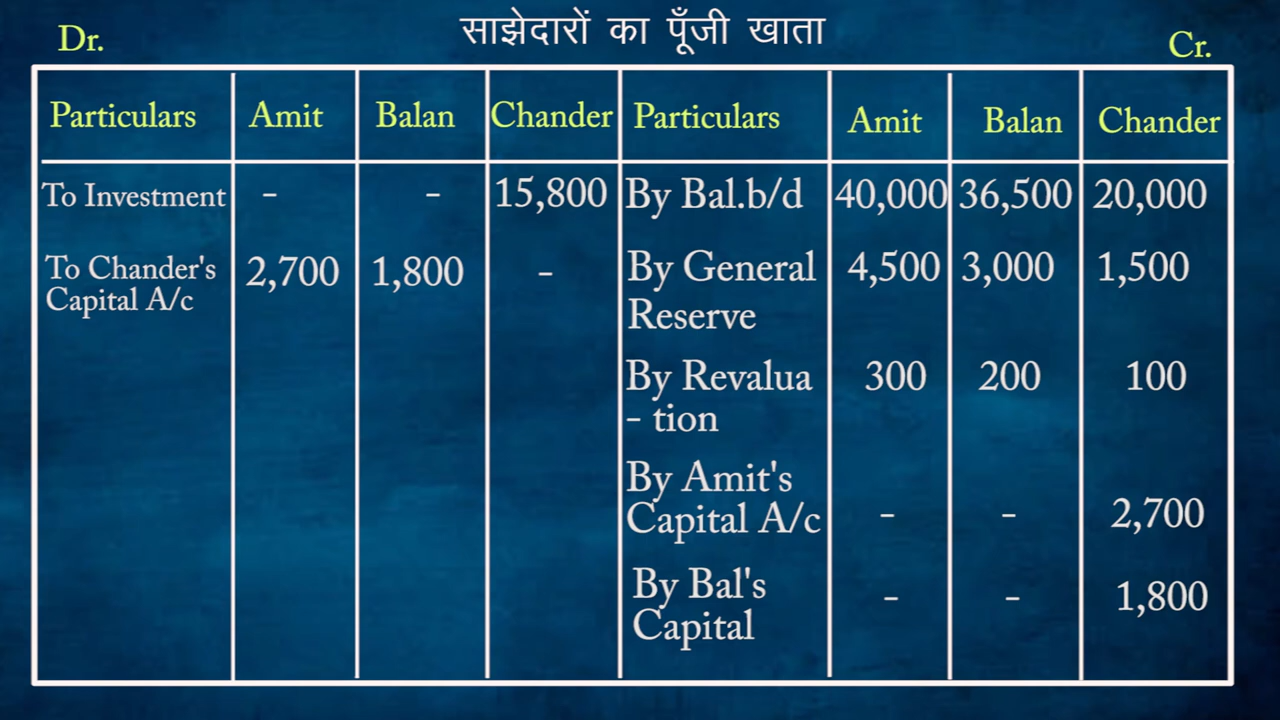 साझेदारों का पूँजी खाता
Dr. Cr.
Particulars Amit Balan Chander Particulars Amit Balan Chander
To Investment - - 15,800 By Bal.b/d 40,000 36,500 20,000
To Chander's
Capital A/c 2,700 1,800 -
By General 4,500 3,000 1,500
Reserve
By Revalua 300 200 100
- tion
By Amit's
Capital A/c - - 2,700
By Bal's
Capital - - 1,800